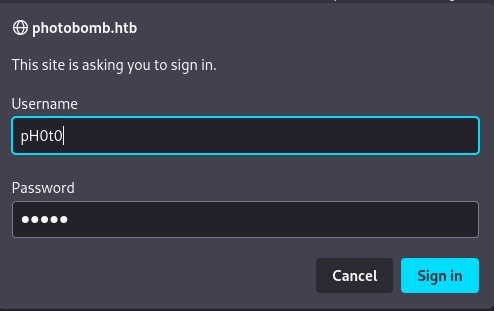 photobomb.htb
This site is asking you to sign in.
Username
pH0t0
Password
●●●●●
Cancel Sign in